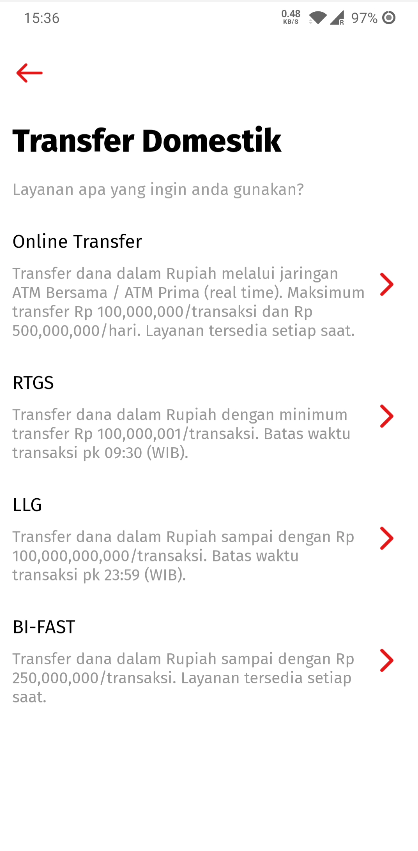 15:36
0.48
KB/S
97%
Transfer Domestik
Layanan apa yang ingin anda gunakan?
Online Transfer
Transfer dana dalam Rupiah melalui jaringan
ATM Bersama / ATM Prima (real time). Maksimum
transfer Rp 100,000,000/transaksi dan Rp
500,000,000/hari. Layanan tersedia setiap saat.
RTGS
Transfer dana dalam Rupiah dengan minimum
transfer Rp 100,000,001/transaksi. Batas waktu
transaksi pk 09:30 (WIB).
LLG
Transfer dana dalam Rupiah sampai dengan Rp
100,000,000,000/transaksi. Batas waktu
transaksi pk 23:59 (WIB).
BI-FAST
Transfer dana dalam Rupiah sampai dengan Rp
250,000,000/transaksi. Layanan tersedia setiap
saat.